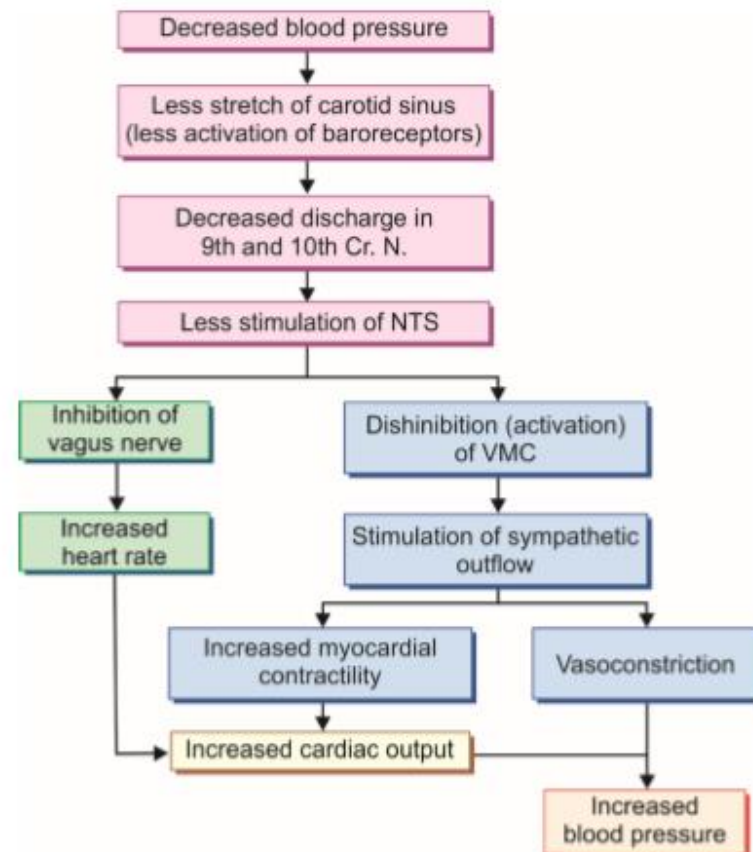 Decreased blood pressure
Less stretch of carotid sinus
(less activation of baroreceptors)
Decreased discharge in
9th and 10th Cr. N.
Less stimulation of NTS
Inhibition of
vagus nerve
Dishinibition (activation)
of VMC
Increased
heart rate
Stimulation of sympathetic
outflow
Increased myocardial
contractility
Vasoconstriction
Increased cardiac output
Increased
blood pressure